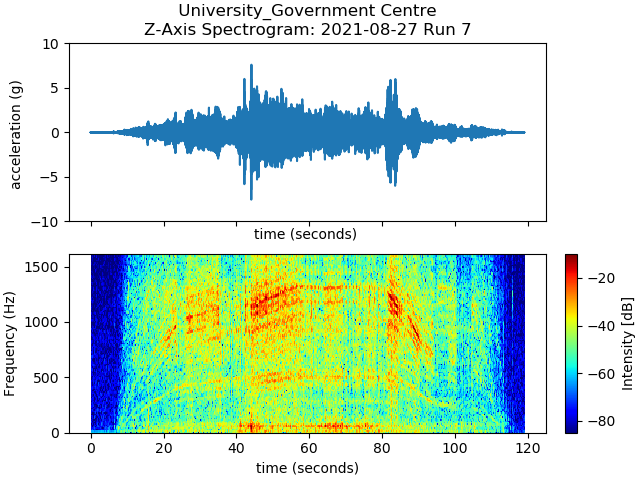 University_Government Centre
Z-Axis Spectrogram: 2021-08-27 Run 7
10
5
0
−5
−10
acceleration (g)
time (seconds)
1500
1000
500
0
Frequency (Hz)
0 20 40 60 80 100 120
time (seconds)
−20
−40
−60
−80
Intensity [dB]